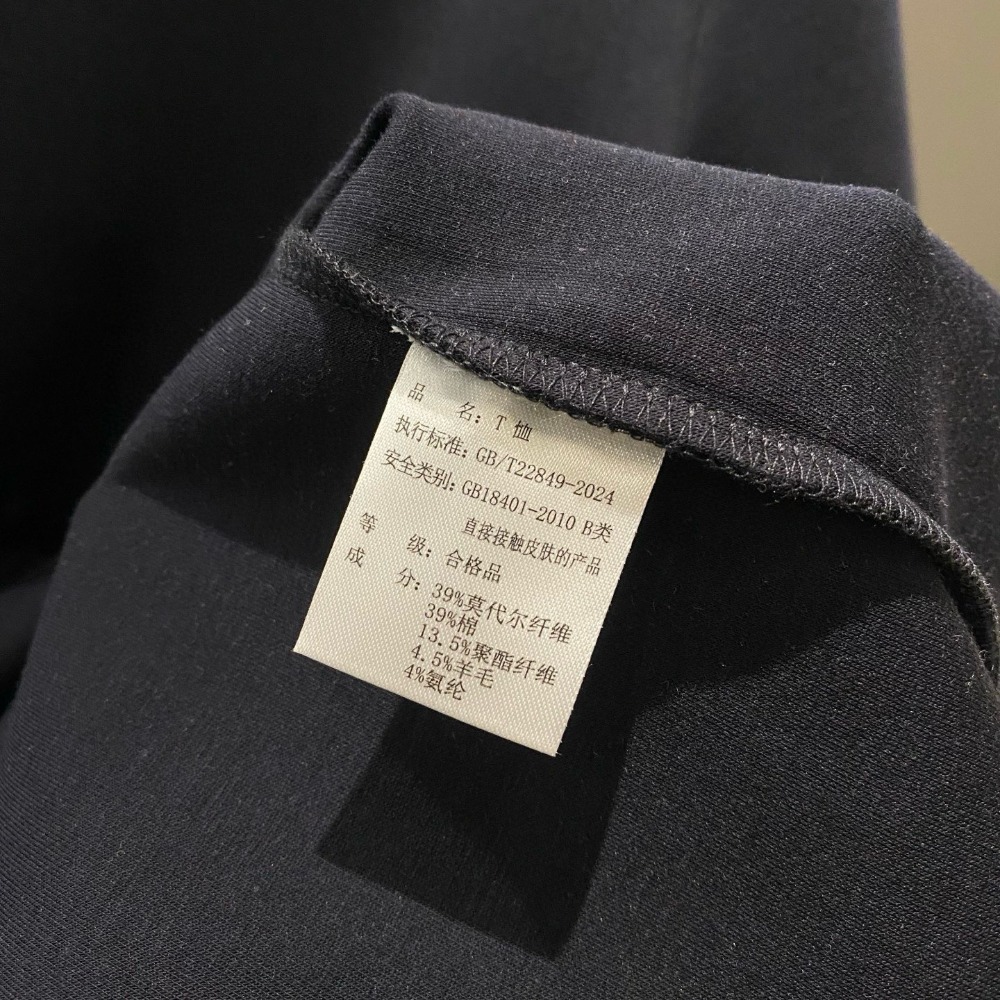 品 名: T恤
执行标准: GB/T22849-2024
安全类别: GB18401-2010 B类
直接接触皮肤的产品
等 级: 合格品
成 分: 39%莫代尔纤维
39%棉
13.5%聚酯纤维
4.5%羊毛
4%氨纶